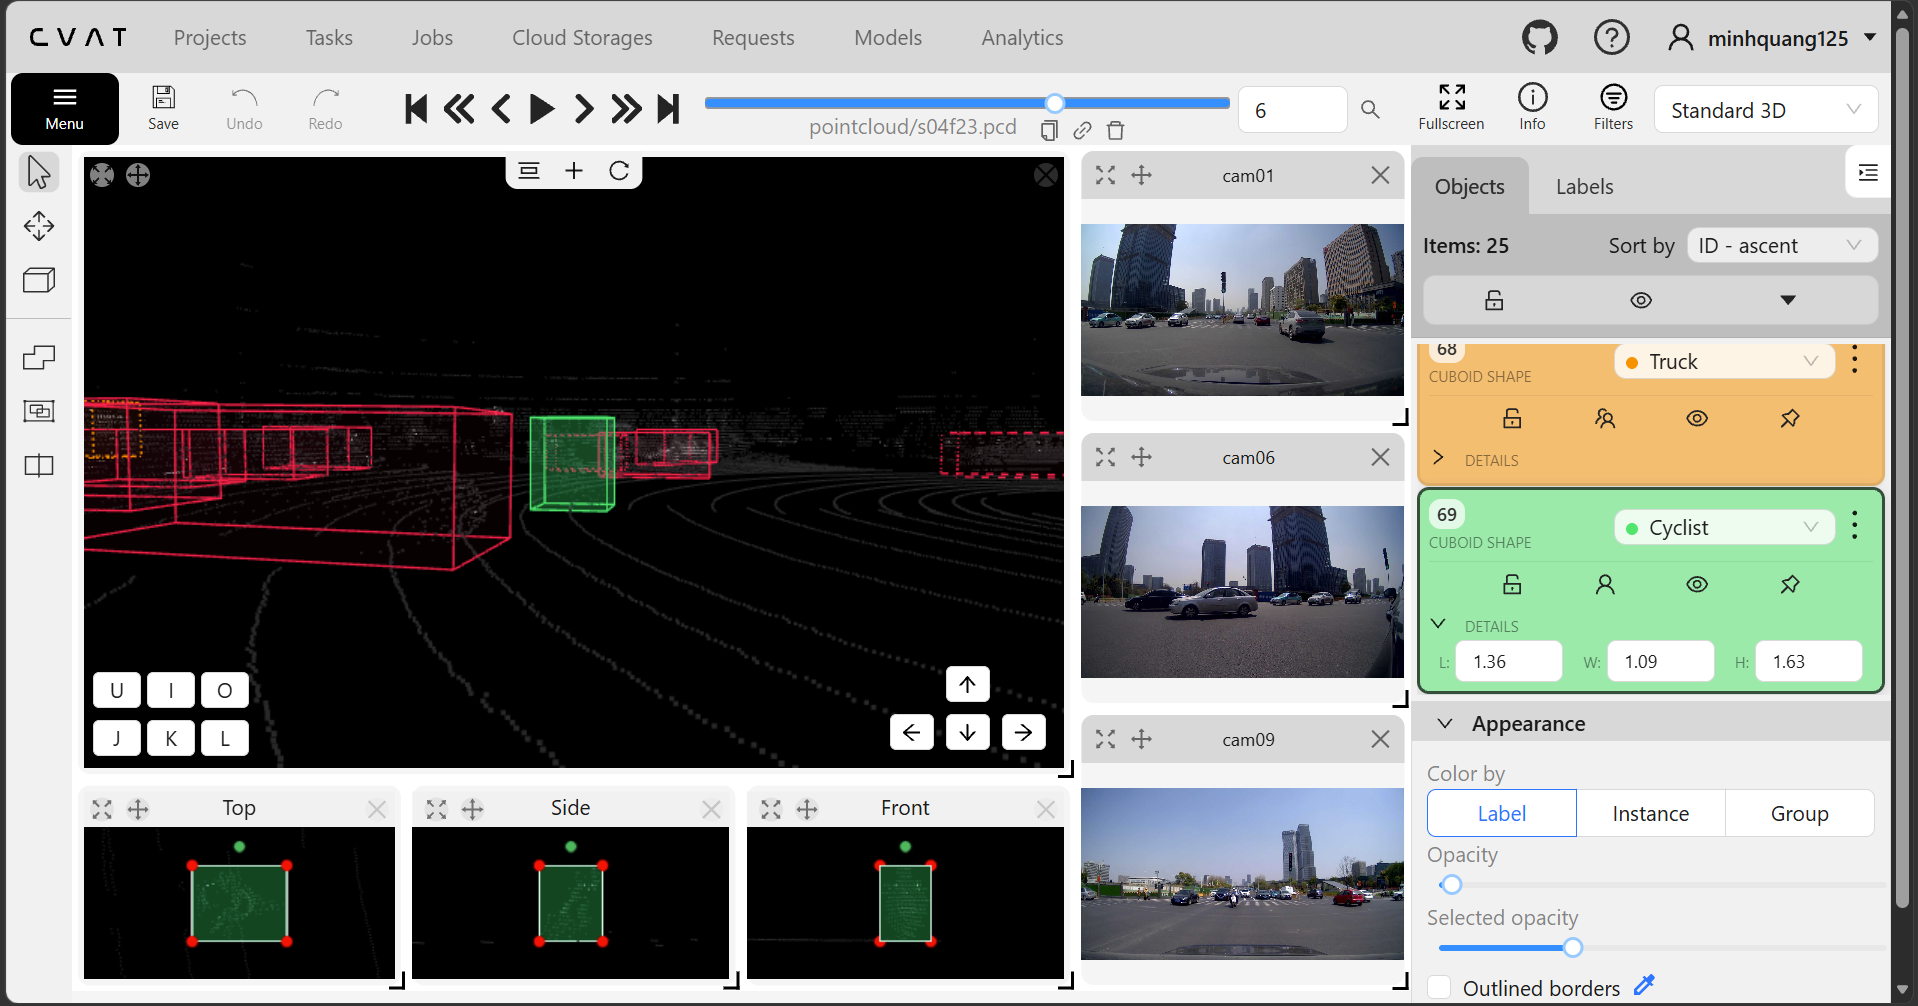 CVAT
Projects
Tasks
Jobs
Cloud Storages
Requests
Models
Analytics
minhquang125
Menu
Save
Undo
Redo
pointcloud/s04f23.pcd
6
Fullscreen
Info
Filters
Standard 3D
cam01
cam06
cam09
U I O
J K L
Top
Side
Front
Objects
Labels
Items: 25
Sort by
ID - ascent
68
CUBOID SHAPE
Truck
DETAILS
69
CUBOID SHAPE
Cyclist
DETAILS
L: 1.36 W: 1.09 H: 1.63
Appearance
Color by
Label
Instance
Group
Opacity
Selected opacity
Outlined borders